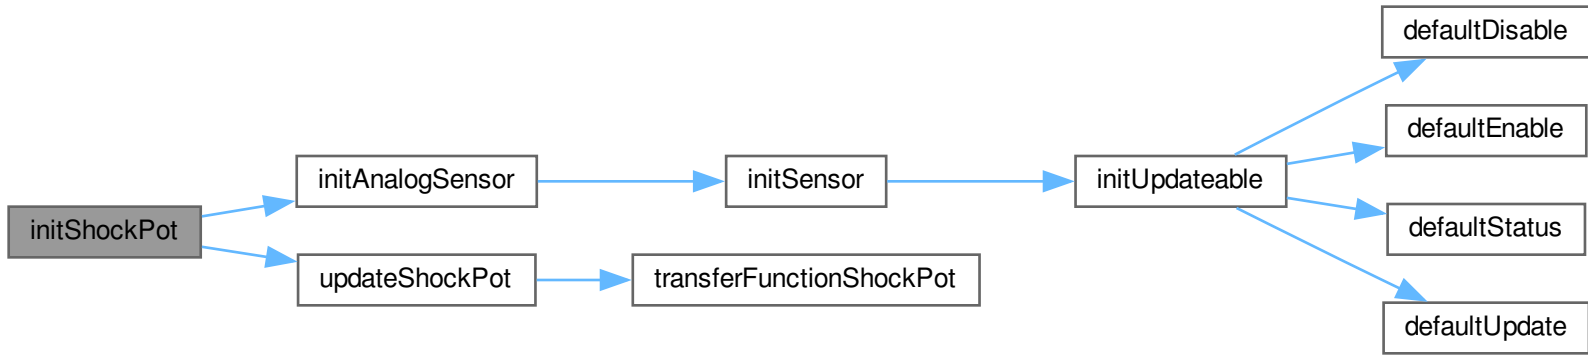 initShockPot
initAnalogSensor
updateShockPot
initSensor
transferFunctionShockPot
initUpdateable
defaultDisable
defaultEnable
defaultStatus
defaultUpdate